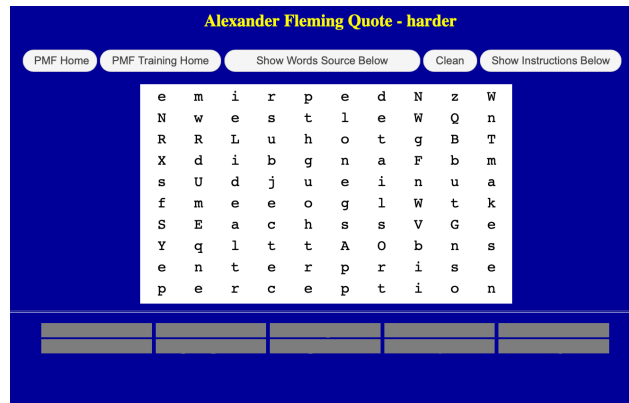 Alexander Fleming Quote - harder
PMF Home PMF Training Home Show Words Source Below Clean Show Instructions Below
e m i r p e d N z W
N w e s t l e W Q n
R R L u h o t g B T
X d i b g n a F b m
s U d j u e i n u a
f m e e o g l W t k
S E a c h s s V G e
Y q l t t A O b n s
e n t e r p r i s e
p e r c e p t i o n